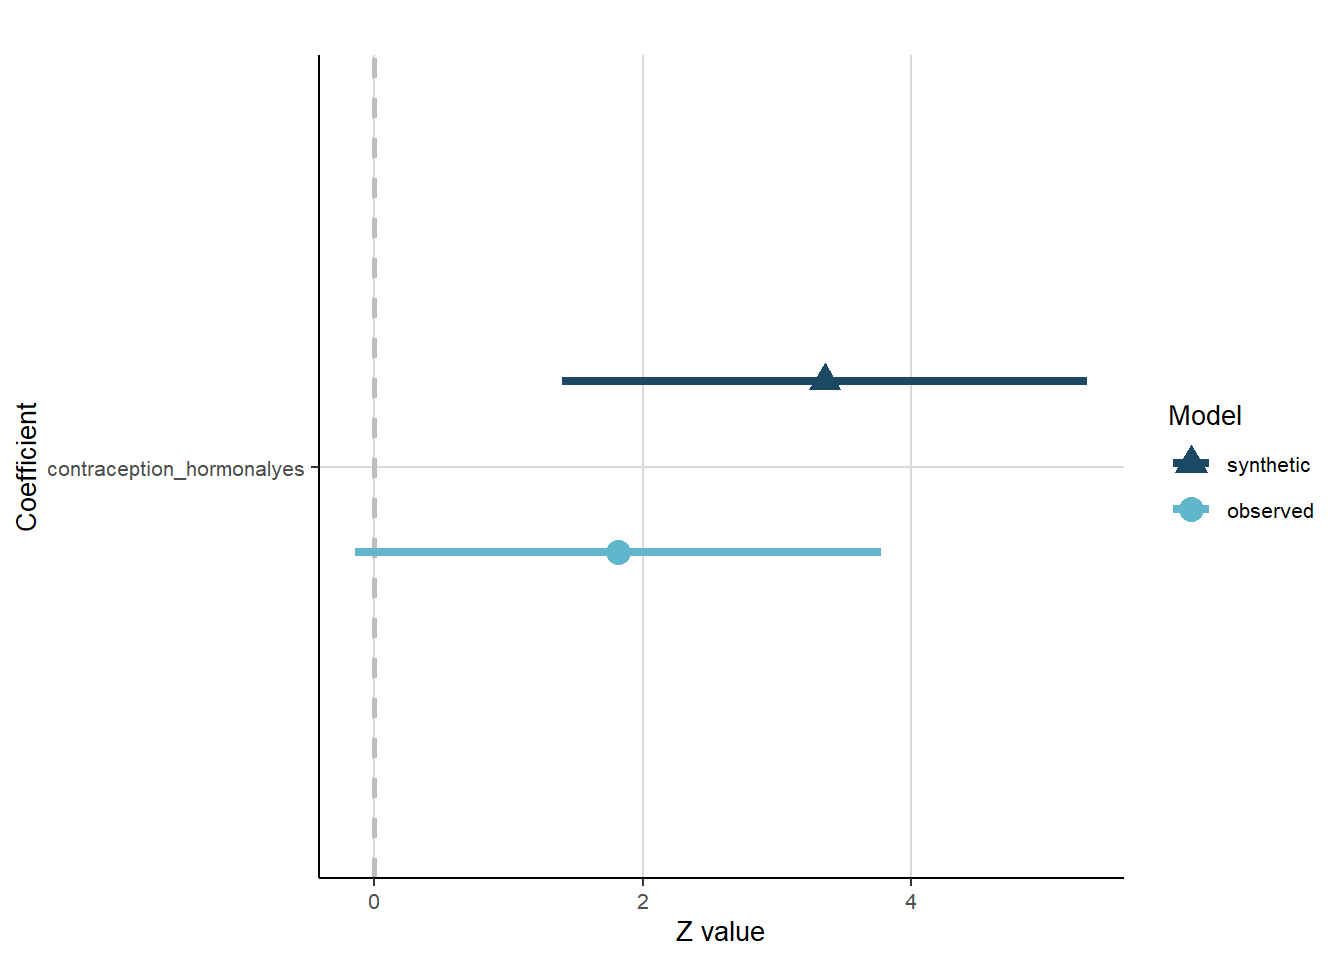 Coefficient
contraception_hormonalyes
0
2
4
Z value
Model
synthetic
observed